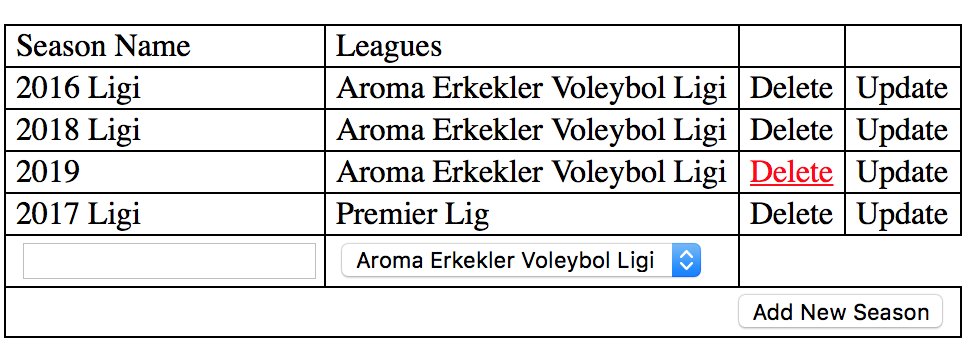 Season Name Leagues
2016 Ligi Aroma Erkekler Voleybol Ligi Delete Update
2018 Ligi Aroma Erkekler Voleybol Ligi Delete Update
2019 Aroma Erkekler Voleybol Ligi Delete Update
2017 Ligi Premier Lig Delete Update
Aroma Erkekler Voleybol Ligi
Add New Season